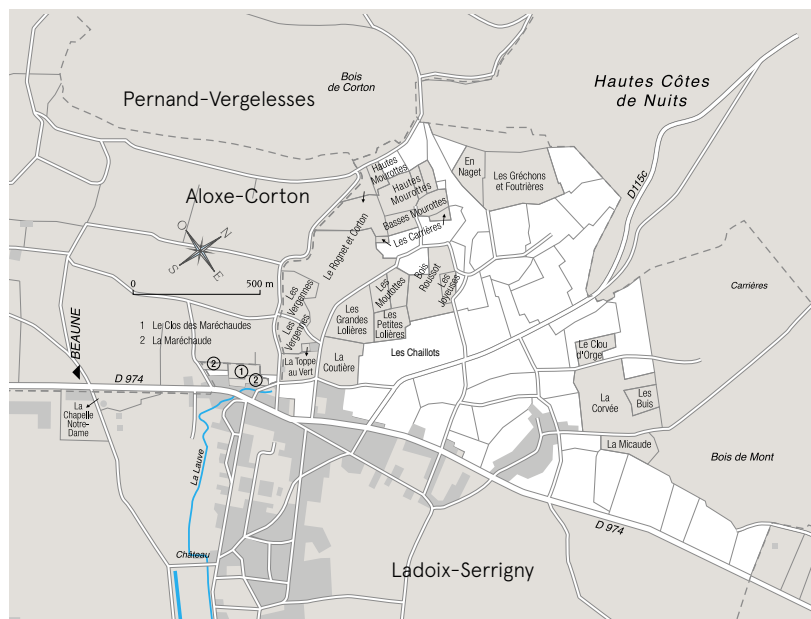 Bois
de Corton
Pernand-Vergelesses
Hautes Côtes
de Nuits
Hautes
Mourottes
En
Naget
Les Gréchons
et Foutrières
Hautes
Mourottes
D115c
Aloxe-Corton
Basses Mourottes
Les Carrières
Le Rognet et Corton
N
O
E
S
0
500 m
Les
Vergennes
Les
Moutottes
Bois
Roussot
Les
Joyeuses
Carrières
1 Le Clos des Maréchaudes
2 La Maréchaude
Les
Vergennes
Les
Grandes
Lolières
Les
Petites
Lolières
BEAUNE
La Toppe
au Vert
La
Coutière
Les Chaillots
Le Clou
d'Orge
2
1
2
D 974
La
Chapelle
Notre-
Dame
La
Corvée
Les
Buis
La Micaude
Bois de Mont
La Lauve
D 974
Château
Ladoix-Serrigny